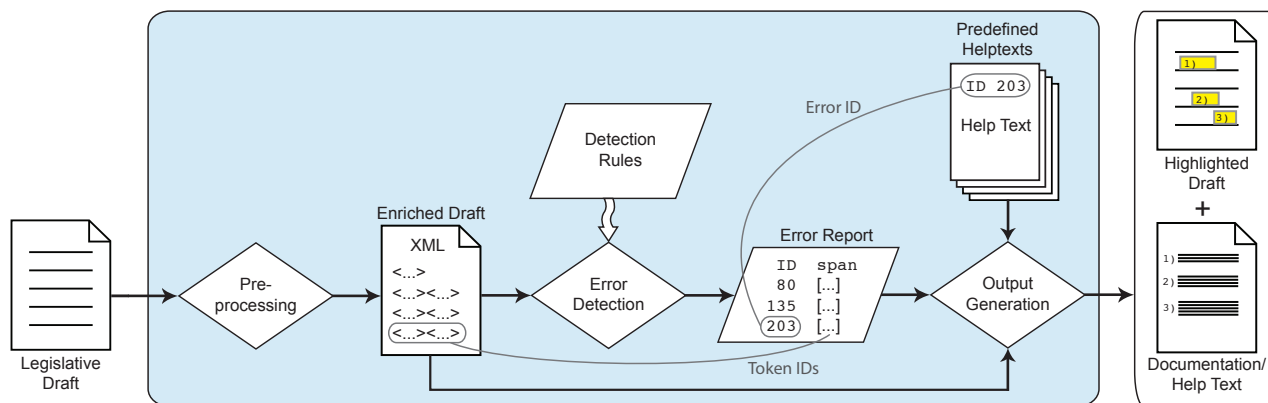 Legislative
Draft
Pre-
processing
Enriched Draft
XML
<...>
<...><...>
<...><...>
<...><...>
Detection
Rules
Error
Detection
Error Report
ID span
80 [...]
135 [...]
203 [...]
Error ID
Token IDs
Predefined
Helptexts
ID 203
Help Text
Output
Generation
1)
2)
3)
Highlighted
Draft
+
1)
2)
3)
Documentation/
Help Text